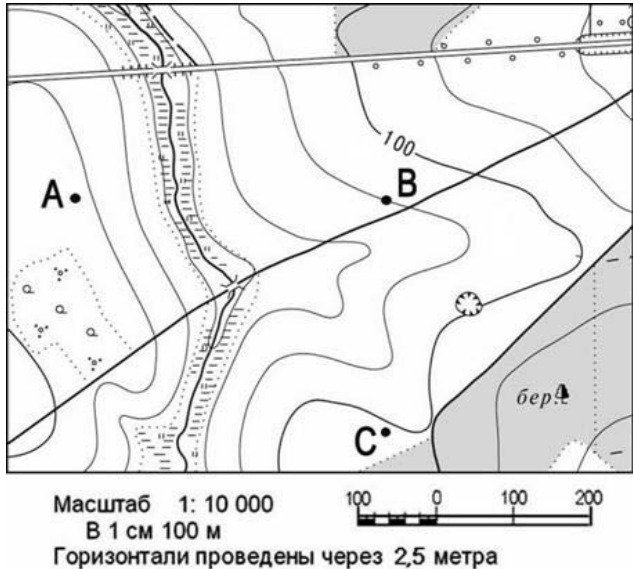 100
А
В
бер.
С
Масштаб 1: 10 000
В 1 см 100 м
100 0 100 200
Горизонтали проведены через 2,5 метра